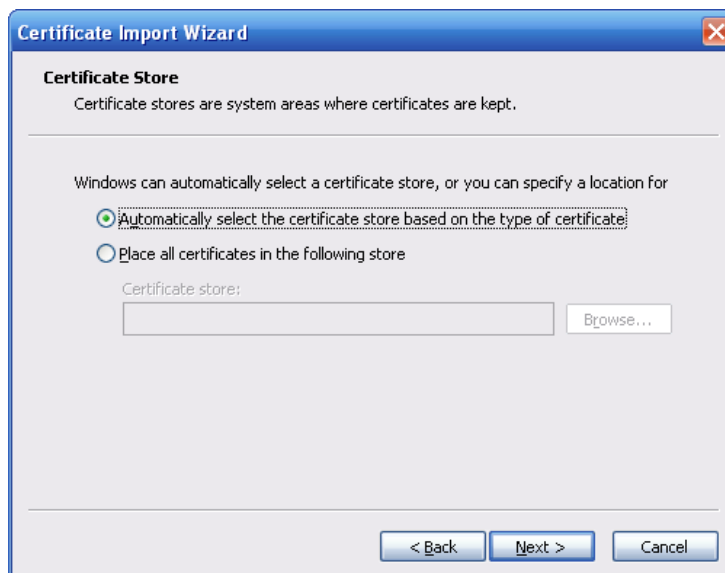 Certificate Import Wizard
Certificate Store
Certificate stores are system areas where certificates are kept.
Windows can automatically select a certificate store, or you can specify a location for
Automatically select the certificate store based on the type of certificate
Place all certificates in the following store
Certificate store:
Browse...
< Back
Next >
Cancel